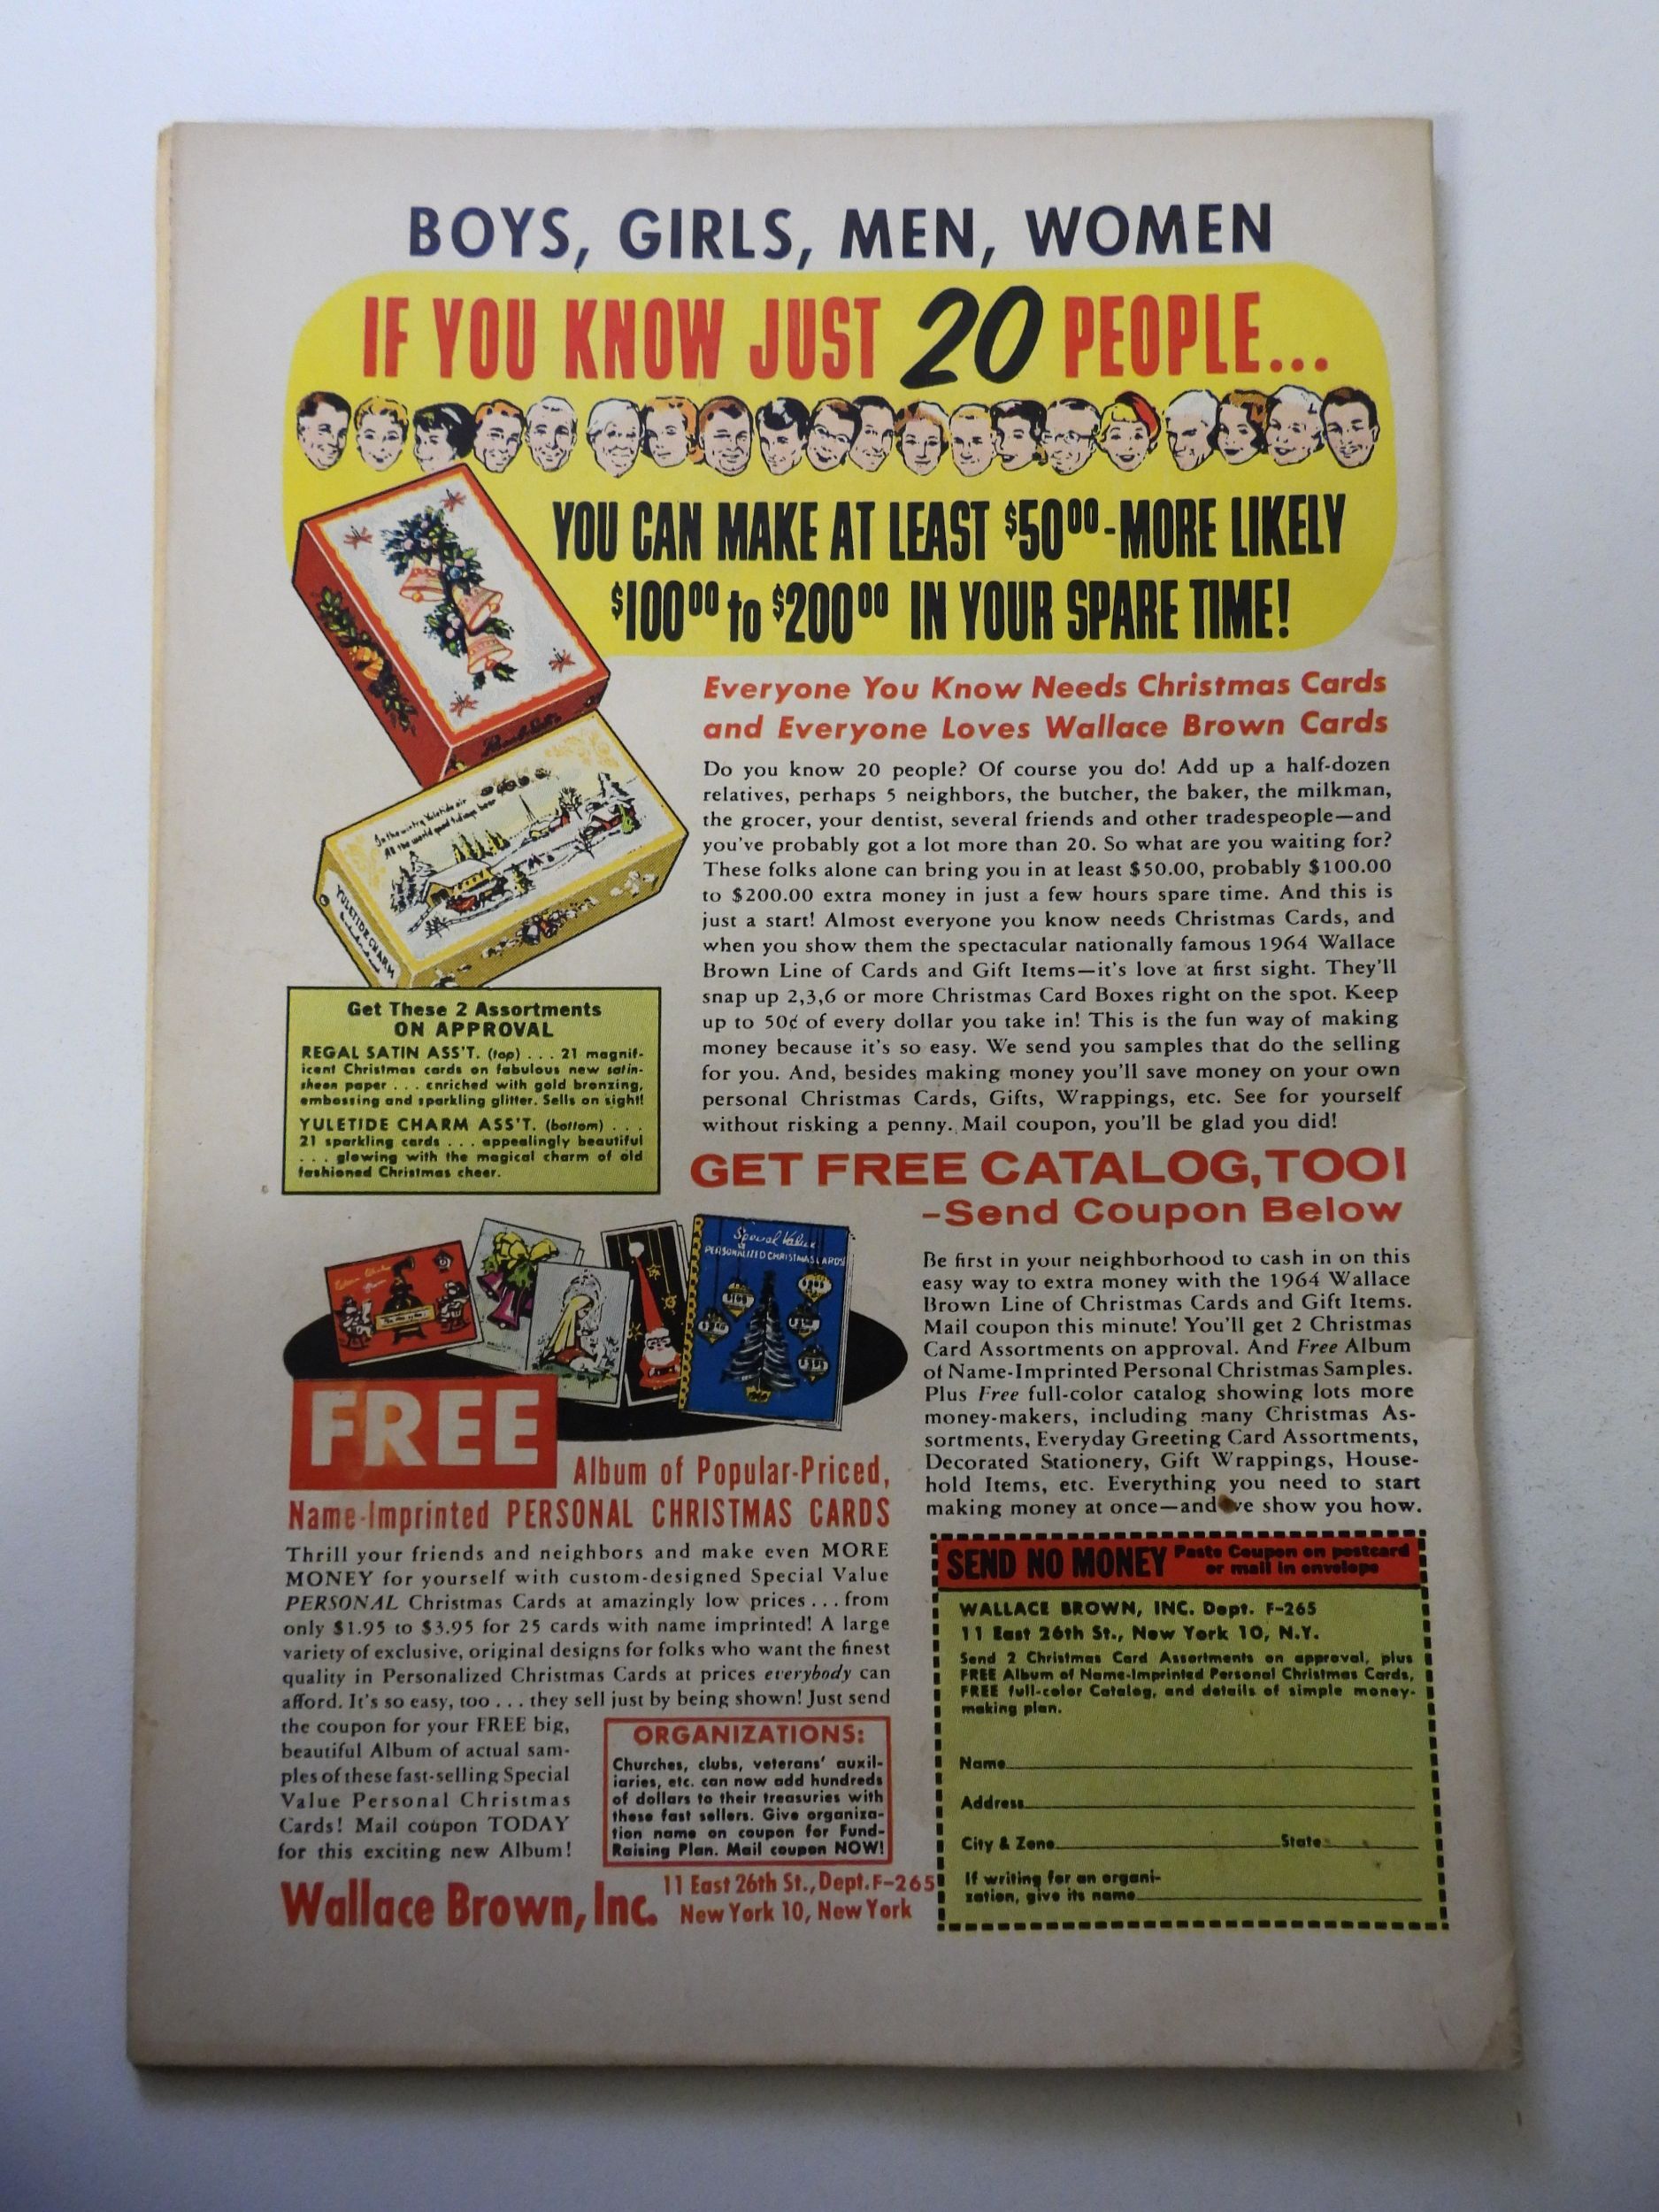 BOYS, GIRLS, MEN, WOMEN
IF YOU KNOW JUST 20 PEOPLE...
YOU CAN MAKE AT LEAST $50⁰⁰-MORE LIKELY
$100⁰⁰ to $200⁰⁰ IN YOUR SPARE TIME!
Everyone You Know Needs Christmas Cards
and Everyone Loves Wallace Brown Cards
Do you know 20 people? Of course you do! Add up a half-dozen
relatives, perhaps 5 neighbors, the butcher, the baker, the milkman,
the grocer, your dentist, several friends and other tradespeople—and
you've probably got a lot more than 20. So what are you waiting for?
These folks alone can bring you in at least $50.00, probably $100.00
to $200.00 extra money in just a few hours spare time. And this is
just a start! Almost everyone you know needs Christmas Cards, and
when you show them the spectacular nationally famous 1964 Wallace
Brown Line of Cards and Gift Items—it's love at first sight. They'll
snap up 2,3,6 or more Christmas Card Boxes right on the spot. Keep
up to 50¢ of every dollar you take in! This is the fun way of making
money because it's so easy. We send you samples that do the selling
for you. And, besides making money you'll save money on your own
personal Christmas Cards, Gifts, Wrappings, etc. See for yourself
without risking a penny. Mail coupon, you'll be glad you did!
In the wintry Yuletide air
All the world good tidings bear
YULETIDE CHARM
Get These 2 Assortments
ON APPROVAL
REGAL SATIN ASS'T. (top) . . . 21 magnif-
icent Christmas cards on fabulous new satin-
sheen paper . . . enriched with gold bronzing,
embossing and sparkling glitter. Sells on sight!
YULETIDE CHARM ASS'T. (bottom) . . .
21 sparkling cards . . . appealingly beautiful
. . . glowing with the magical charm of old
fashioned Christmas cheer.
GET FREE CATALOG, TOO!
–Send Coupon Below
Be first in your neighborhood to cash in on this
easy way to extra money with the 1964 Wallace
Brown Line of Christmas Cards and Gift Items.
Mail coupon this minute! You'll get 2 Christmas
Card Assortments on approval. And Free Album
of Name-Imprinted Personal Christmas Samples.
Plus Free full-color catalog showing lots more
money-makers, including many Christmas As-
sortments, Everyday Greeting Card Assortments,
Decorated Stationery, Gift Wrappings, House-
hold Items, etc. Everything you need to start
making money at once—and we show you how.
Special Value
PERSONALIZED CHRISTMAS CARDS
FREE
Album of Popular-Priced,
Name-Imprinted PERSONAL CHRISTMAS CARDS
Thrill your friends and neighbors and make even MORE
MONEY for yourself with custom-designed Special Value
PERSONAL Christmas Cards at amazingly low prices . . . from
only $1.95 to $3.95 for 25 cards with name imprinted! A large
variety of exclusive, original designs for folks who want the finest
quality in Personalized Christmas Cards at prices everybody can
afford. It's so easy, too . . . they sell just by being shown! Just send
the coupon for your FREE big,
beautiful Album of actual sam-
ples of these fast-selling Special
Value Personal Christmas
Cards! Mail coupon TODAY
for this exciting new Album!
ORGANIZATIONS:
Churches, clubs, veterans' auxil-
iaries, etc. can now add hundreds
of dollars to their treasuries with
these fast sellers. Give organiza-
tion name on coupon for Fund-
Raising Plan. Mail coupon NOW!
Wallace Brown, Inc. 11 East 26th St., Dept. F-265
New York 10, New York
SEND NO MONEY Paste Coupon on postcard
or mail in envelope
WALLACE BROWN, INC. Dept. F-265
11 East 26th St., New York 10, N.Y.
Send 2 Christmas Card Assortments on approval, plus
FREE Album of Name-Imprinted Personal Christmas Cards,
FREE full-color Catalog, and details of simple money-
making plan.
Name
Address
City & Zone State
If writing for an organi-
zation, give its name